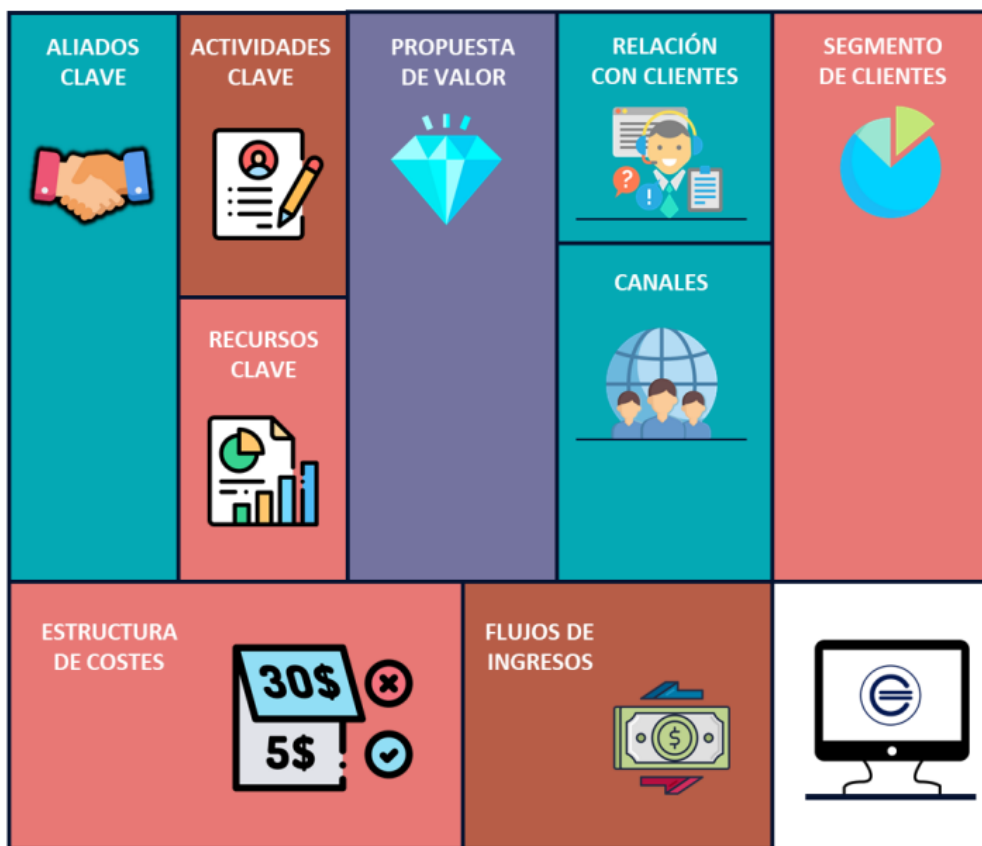 ALIADOS
CLAVE
ACTIVIDADES
CLAVE
PROPUESTA
DE VALOR
RELACIÓN
CON CLIENTES
?
!
SEGMENTO
DE CLIENTES
RECURSOS
CLAVE
CANALES
ESTRUCTURA
DE COSTES
30$
5$
FLUJOS DE
INGRESOS
$